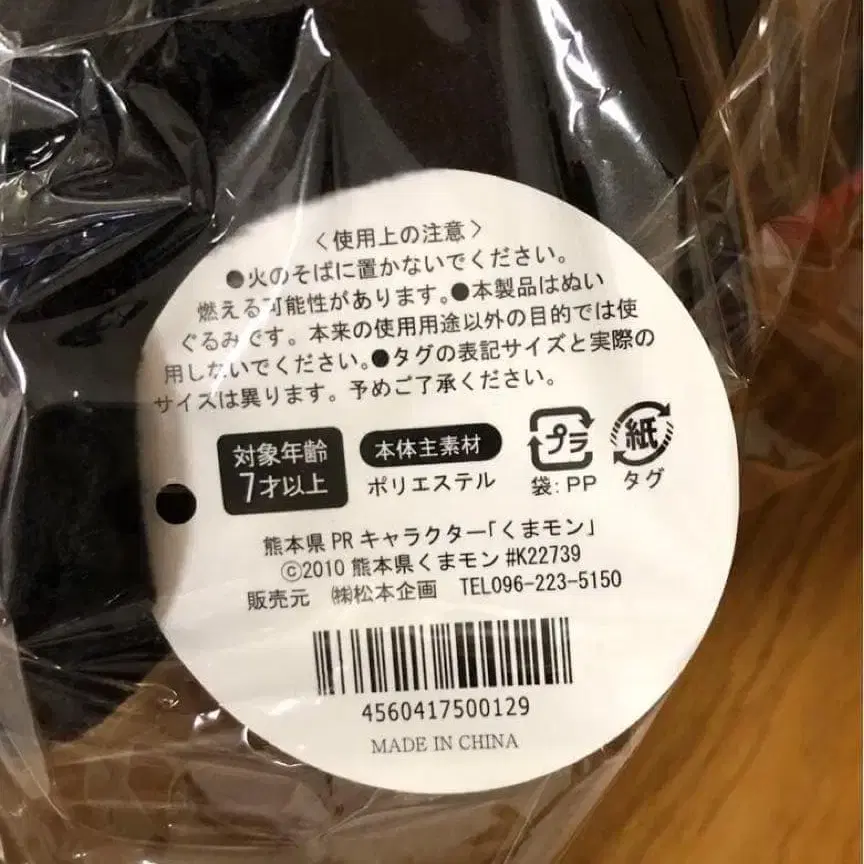 〈使用上の注意〉
●火のそばに置かないでください。
燃える可能性があります。●本製品はぬい
ぐるみです。本来の使用用途以外の目的では使
用しないでください。●タグの表記サイズと実際の
サイズは異ります。予めご了承ください。
対象年齢
7才以上
本体主素材
ポリエステル
プラ
袋:PP
紙
タグ
熊本県PRキャラクター「くまモン」
©2010 熊本県くまモン #K22739
販売元 ㈱松本企画 TEL096-223-5150
4560417500129
MADE IN CHINA